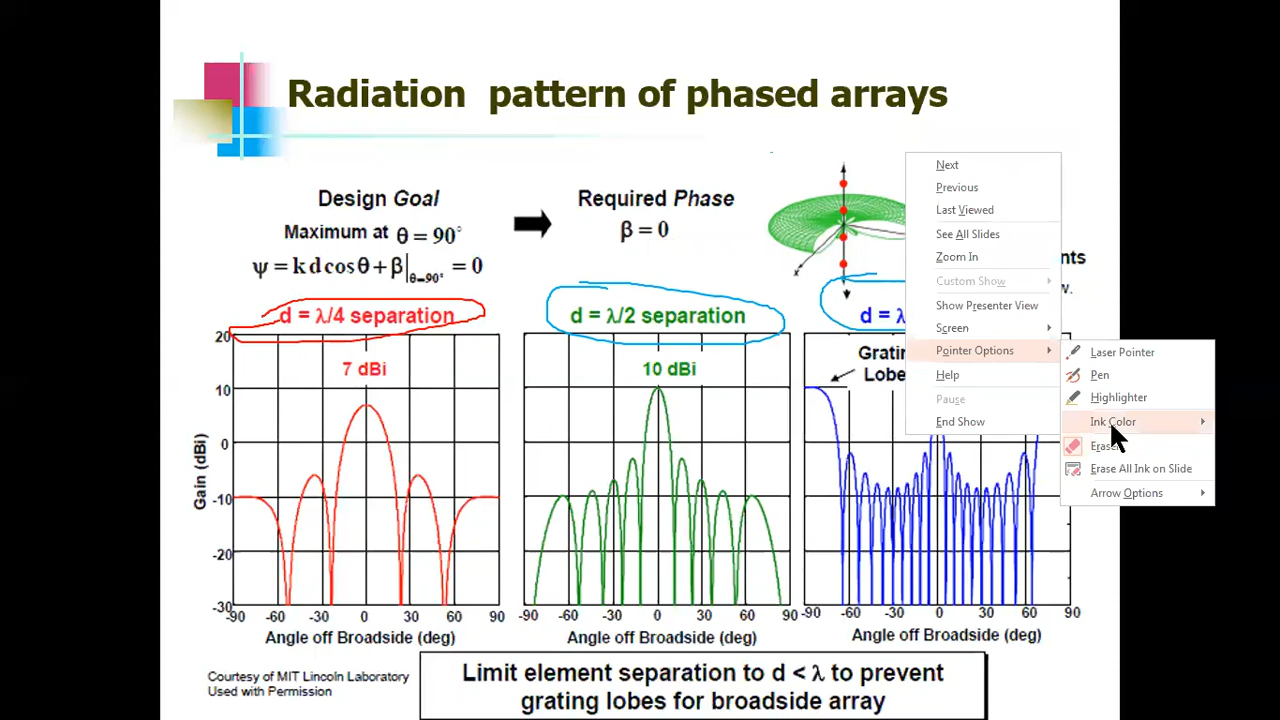 Radiation pattern of phased arrays
Design Goal
Maximum at θ = 90°
ψ = k d cos θ + β|θ=90° = 0
Required Phase
β = 0
d = λ/4 separation
d = λ/2 separation
d = λ
7 dBi
10 dBi
Grating
Lobe
Gain (dBi)
20
10
0
-10
-20
-30
-90 -60 -30 0 30 60 90
-90 -60 -30 0 30 60 90
-90 -60 -30 0 30 60 90
Angle off Broadside (deg)
Angle off Broadside (deg)
Angle off Broadside (deg)
Courtesy of MIT Lincoln Laboratory
Used with Permission
Limit element separation to d < λ to prevent
grating lobes for broadside array
Next
Previous
Last Viewed
See All Slides
Zoom In
Custom Show
Show Presenter View
Screen
Pointer Options
Help
Pause
End Show
Laser Pointer
Pen
Highlighter
Ink Color
Eraser
Erase All Ink on Slide
Arrow Options